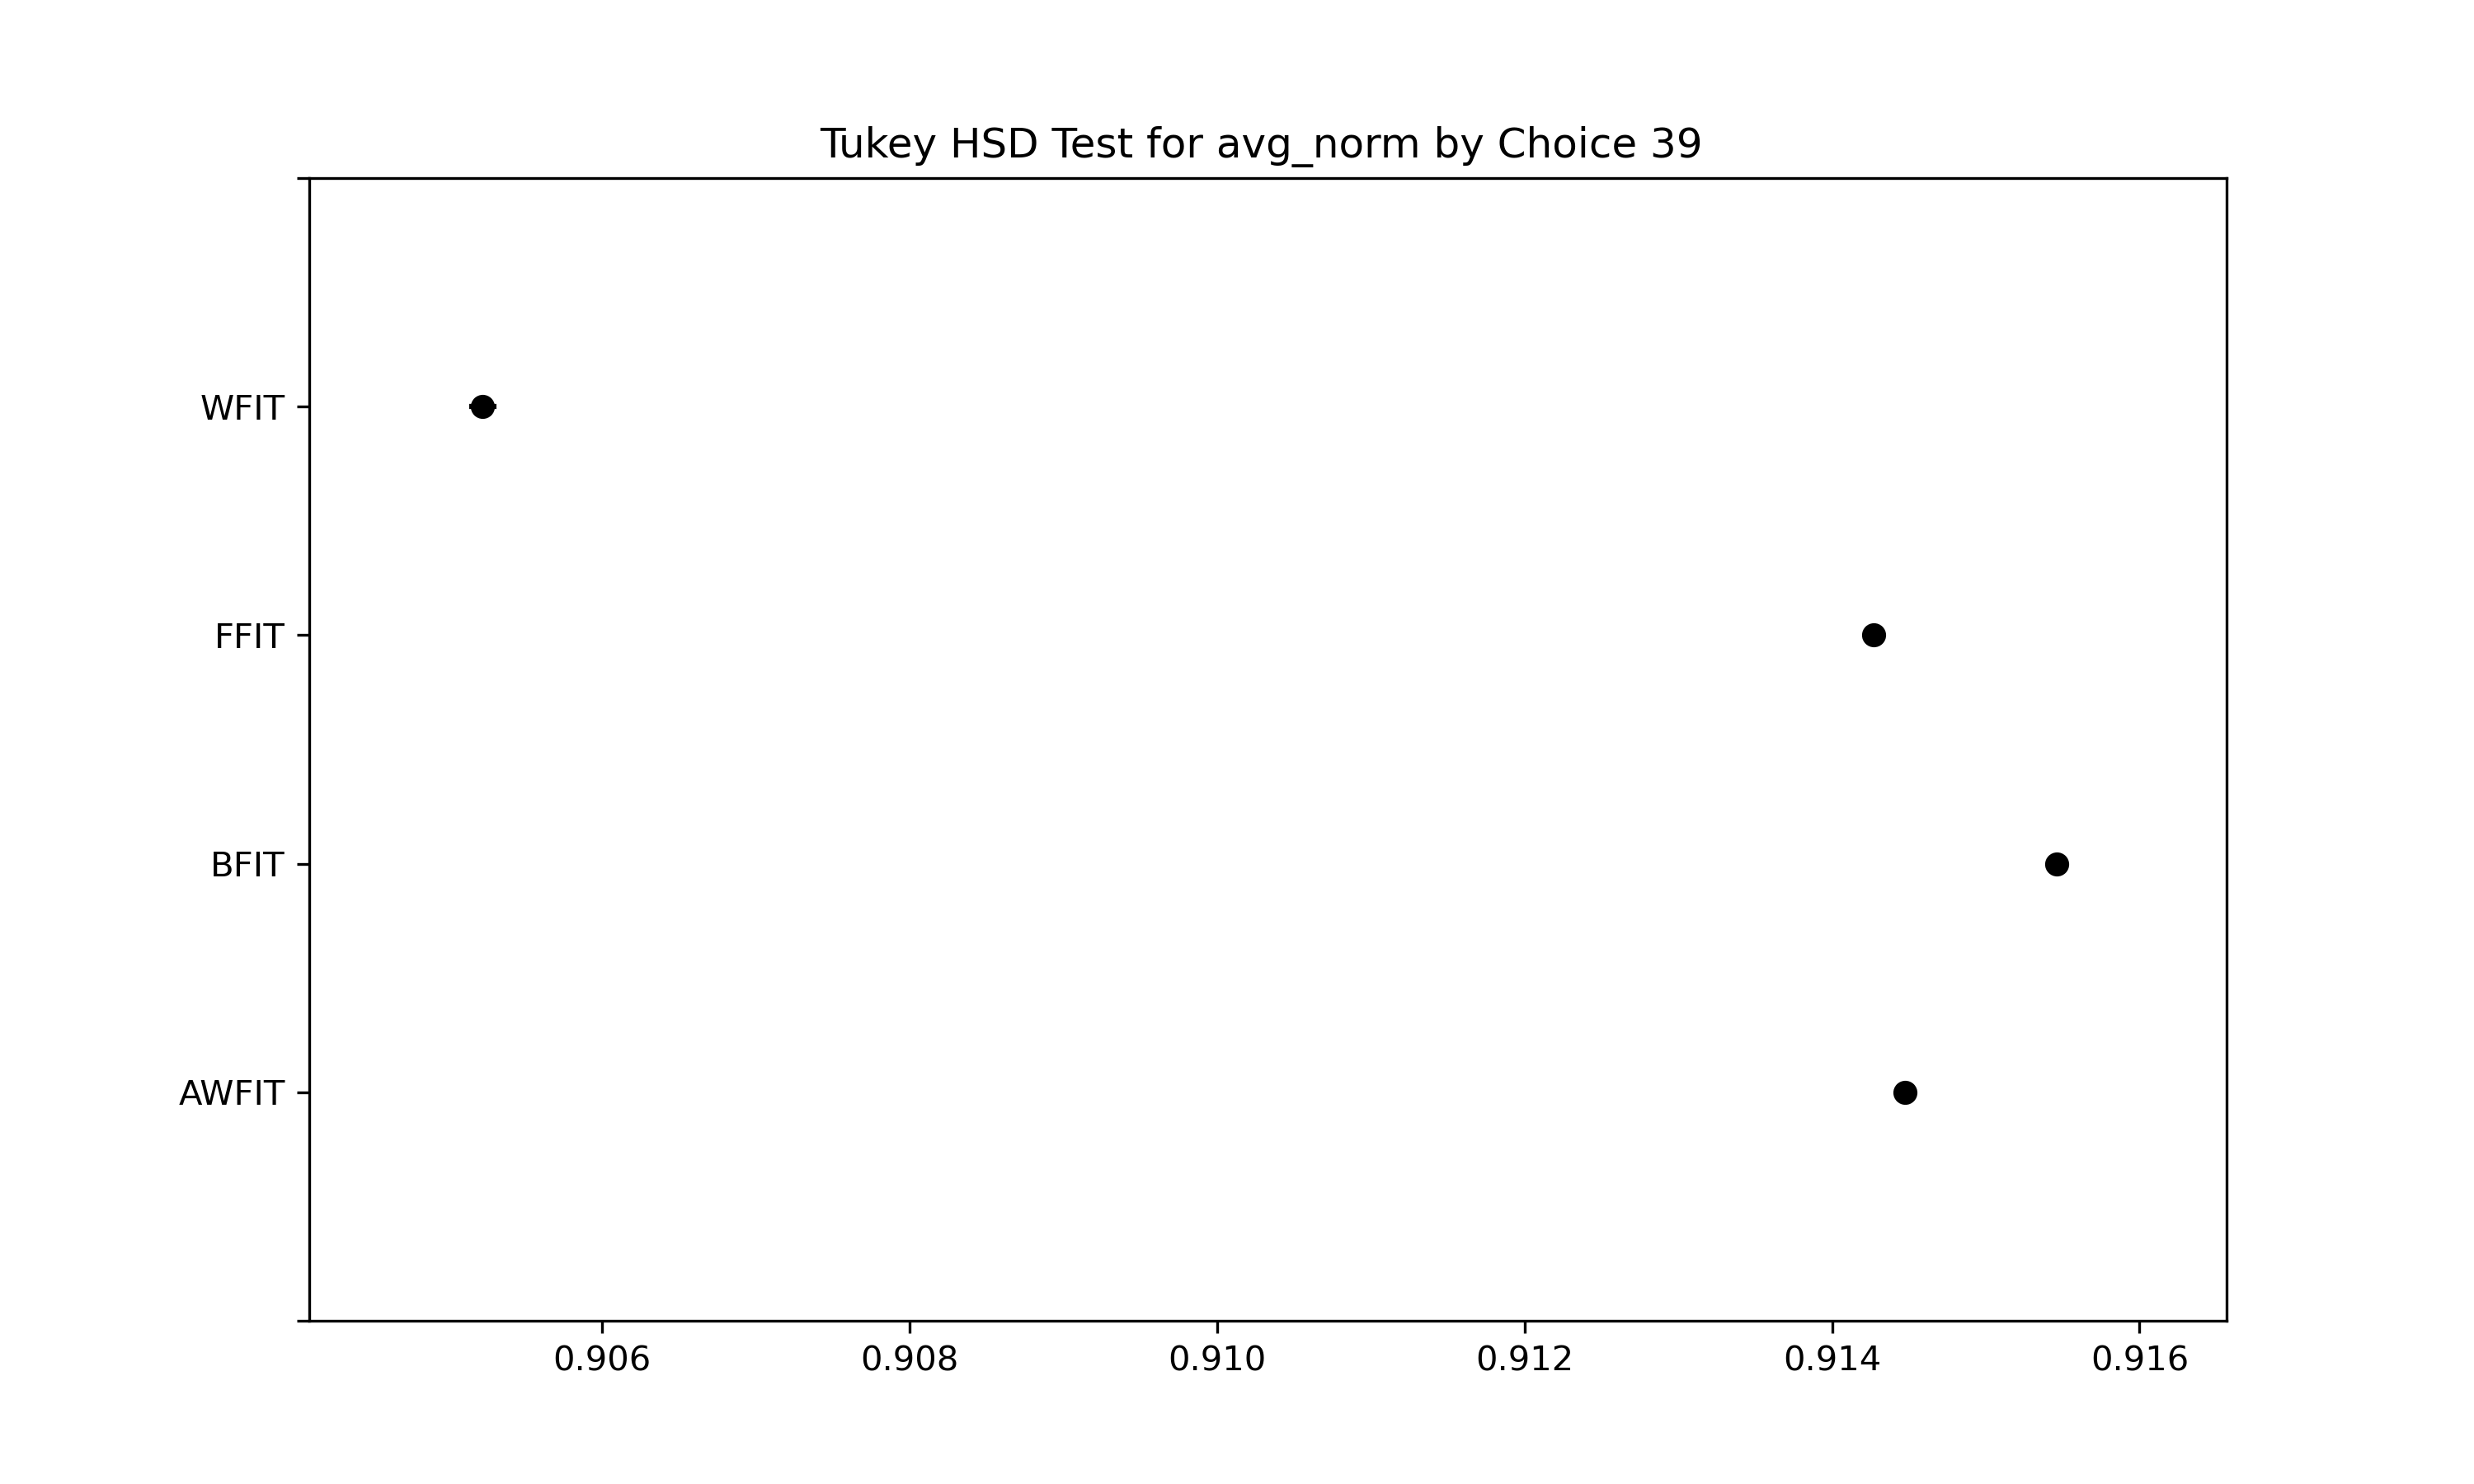 Tukey HSD Test for avg_norm by Choice 39
WFIT
FFIT
BFIT
AWFIT
0.906 0.908 0.910 0.912 0.914 0.916